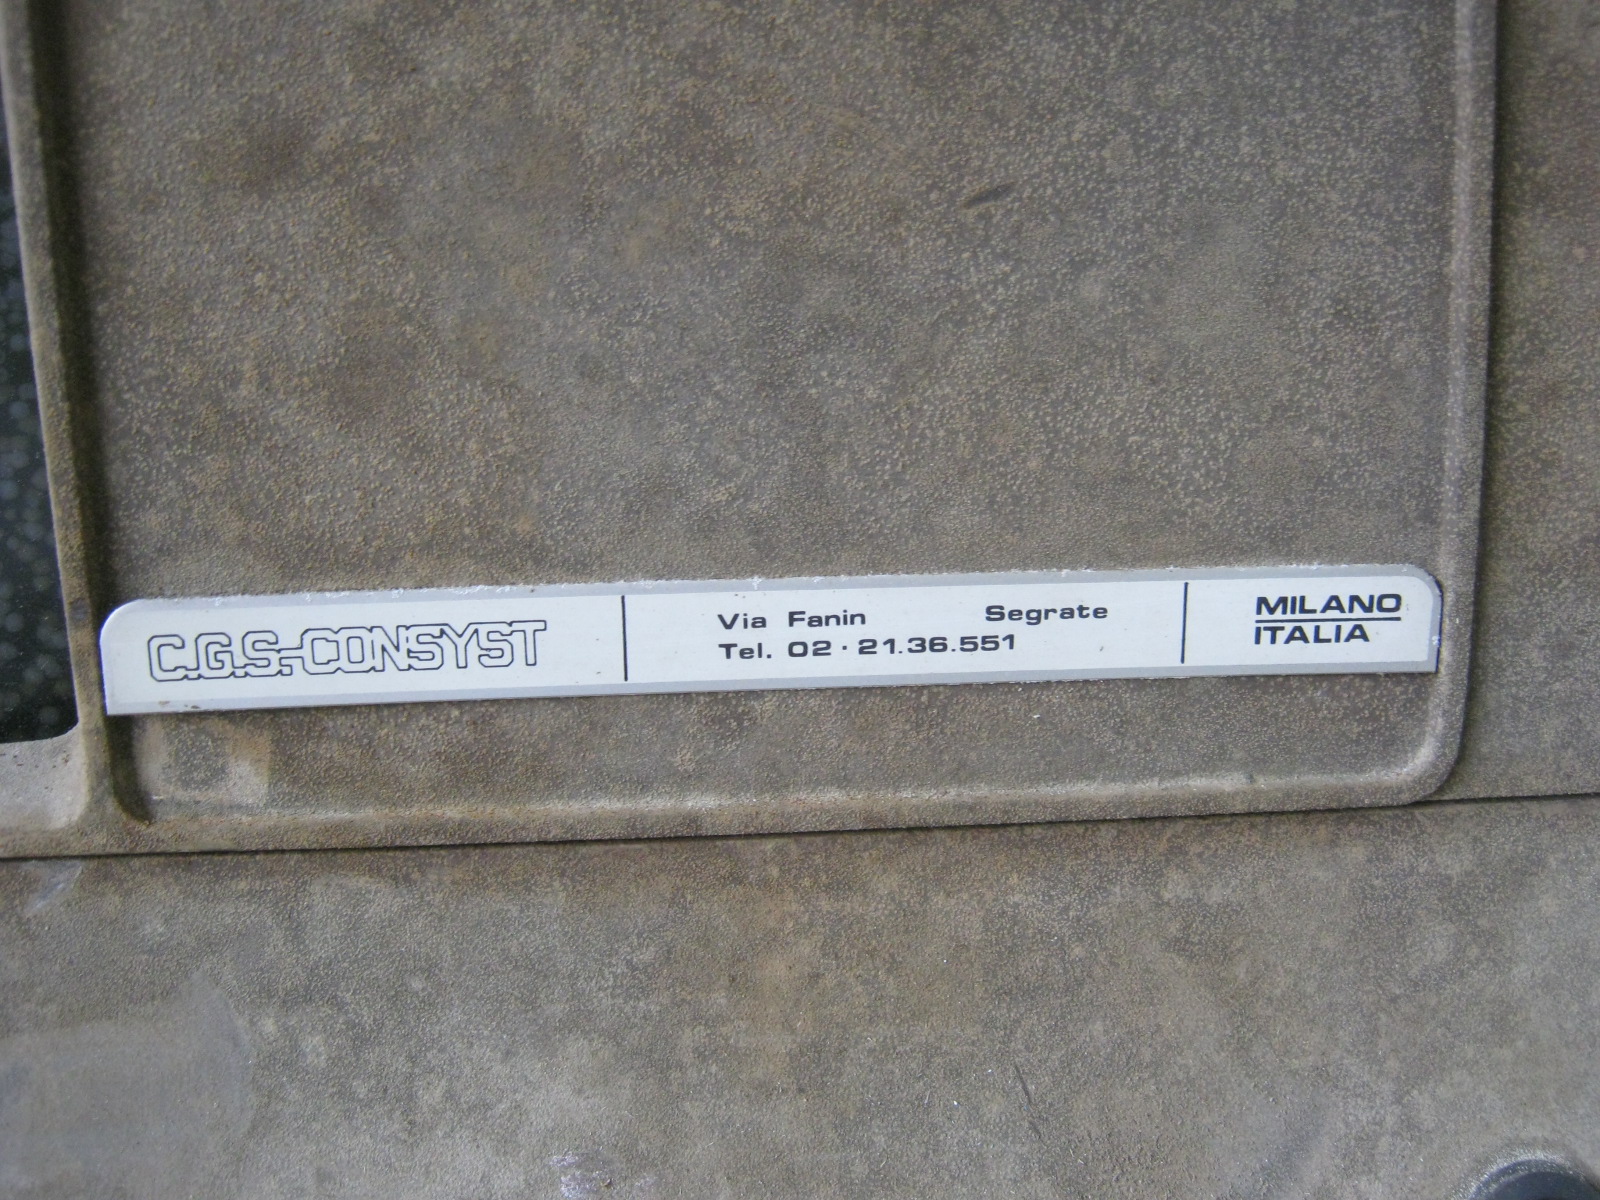 C.G.S.-CONSYST
Via Fanin Segrate
Tel. 02 · 21.36.551
MILANO
ITALIA